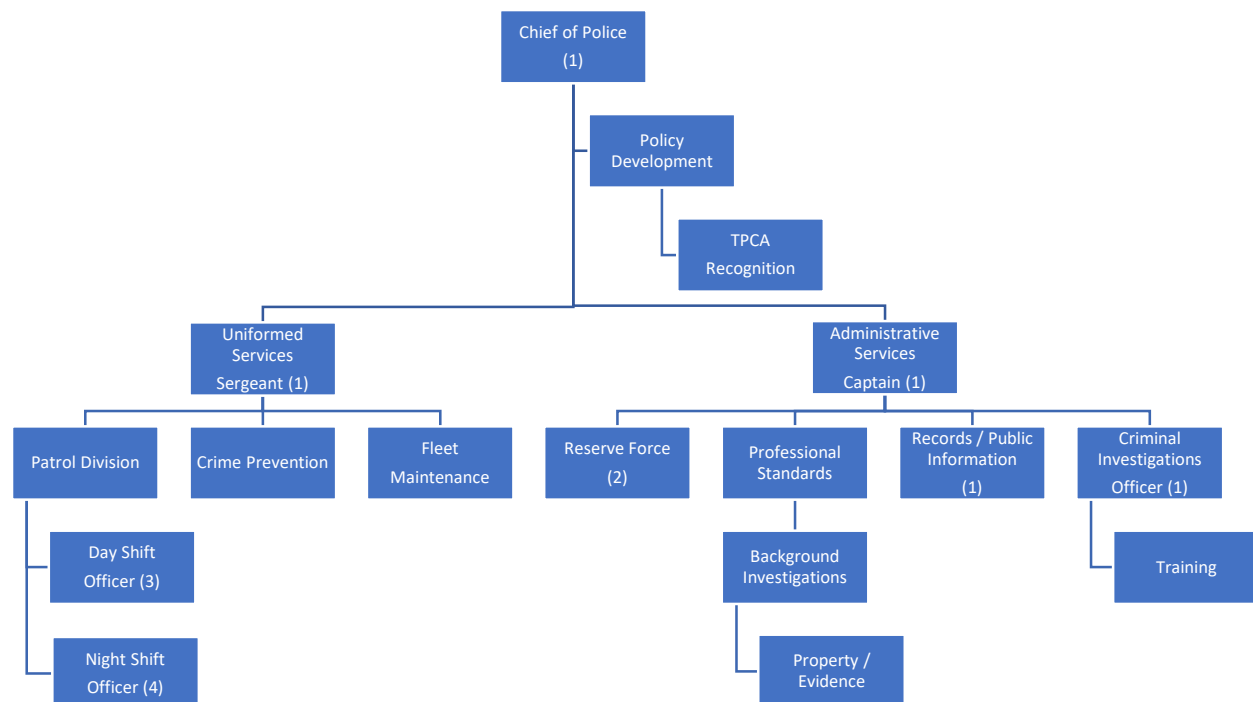 Chief of Police
(1)
Policy
Development
TPCA
Recognition
Uniformed
Services
Sergeant (1)
Administrative
Services
Captain (1)
Patrol Division
Crime Prevention
Fleet
Maintenance
Reserve Force
(2)
Professional
Standards
Records / Public
Information
(1)
Criminal
Investigations
Officer (1)
Day Shift
Officer (3)
Background
Investigations
Training
Night Shift
Officer (4)
Property /
Evidence